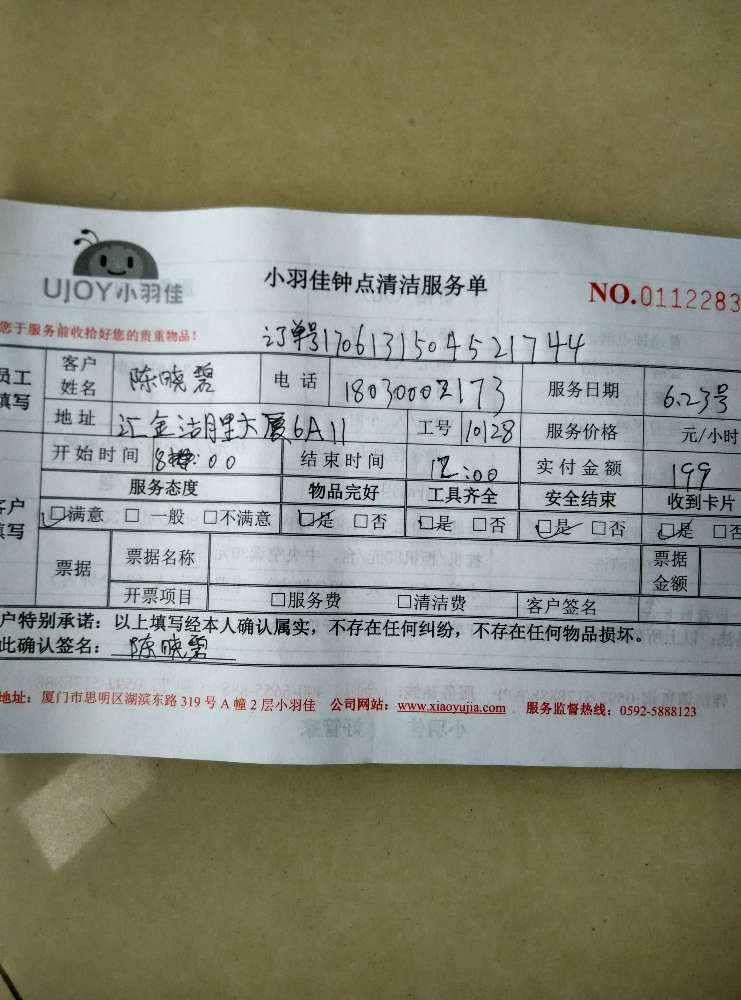 UJOY小羽佳
小羽佳钟点清洁服务单
NO.0112283
您于服务前收拾好您的贵重物品!
订单号1706131504521744
员工填写
客户姓名 陈晓碧 电话 18030002173 服务日期 6.23号
地址 汇金湖里大厦6A11 工号 10128 服务价格 元/小时
开始时间 8:00 结束时间 12:00 实付金额 199
客户填写
服务态度 物品完好 工具齐全 安全结束 收到卡片
☑满意 □一般 □不满意 ☑是 □否 ☑是 □否 ☑是 □否 ☑是 □否
票据 票据名称 票据金额
开票项目 □服务费 □清洁费 客户签名
户特别承诺:以上填写经本人确认属实,不存在任何纠纷,不存在任何物品损坏。
此确认签名:陈晓碧
地址:厦门市思明区湖滨东路319号A幢2层小羽佳 公司网站:www.xiaoyujia.com 服务监督热线:0592-5888123